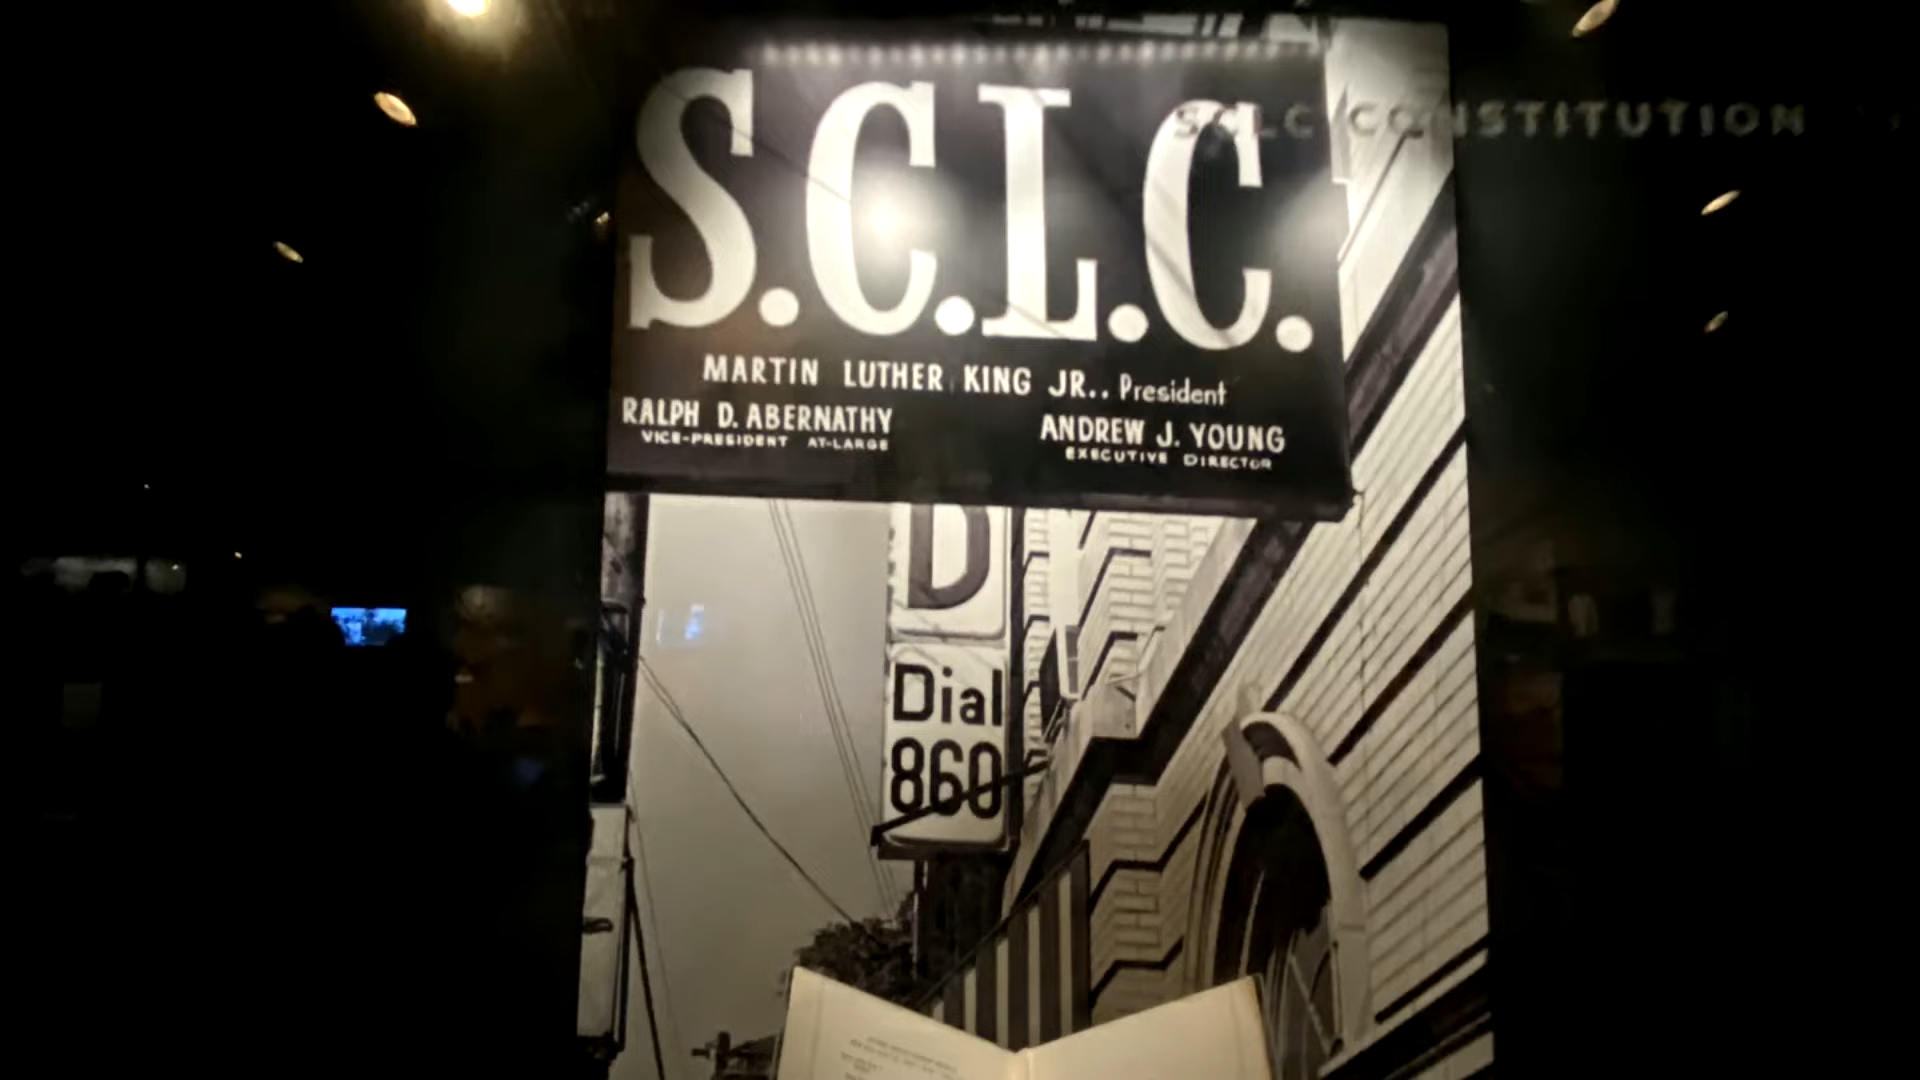 S.C.L.C.
SCLC CONSTITUTION
MARTIN LUTHER KING JR.. President
RALPH D. ABERNATHY
VICE-PRESIDENT AT-LARGE
ANDREW J. YOUNG
EXECUTIVE DIRECTOR
D
Dial
860